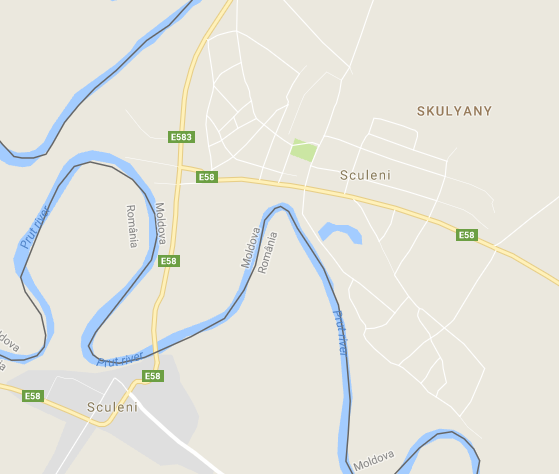 SKULYANY
E583
Sculeni
E58
România
Moldova
Prut river
E58
Moldova
România
E58
Prut river
Prut river
E58
E58
Sculeni
Moldova